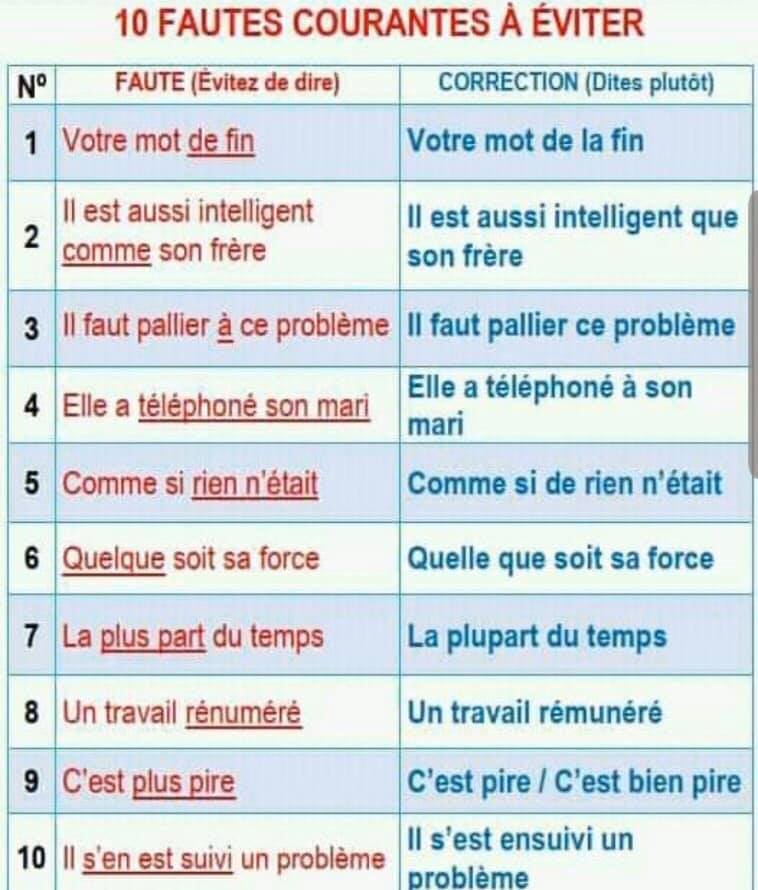 10 FAUTES COURANTES À ÉVITER
Nº FAUTE (Évitez de dire) CORRECTION (Dites plutôt)
1 Votre mot de fin Votre mot de la fin
2 Il est aussi intelligent
comme son frère
Il est aussi intelligent que
son frère
3 Il faut pallier à ce problème Il faut pallier ce problème
4 Elle a téléphoné son mari
Elle a téléphoné à son
mari
5 Comme si rien n'était Comme si de rien n'était
6 Quelque soit sa force Quelle que soit sa force
7 La plus part du temps La plupart du temps
8 Un travail rénuméré Un travail rémunéré
9 C'est plus pire C'est pire / C'est bien pire
10 Il s'en est suivi un problème
Il s'est ensuivi un
problème